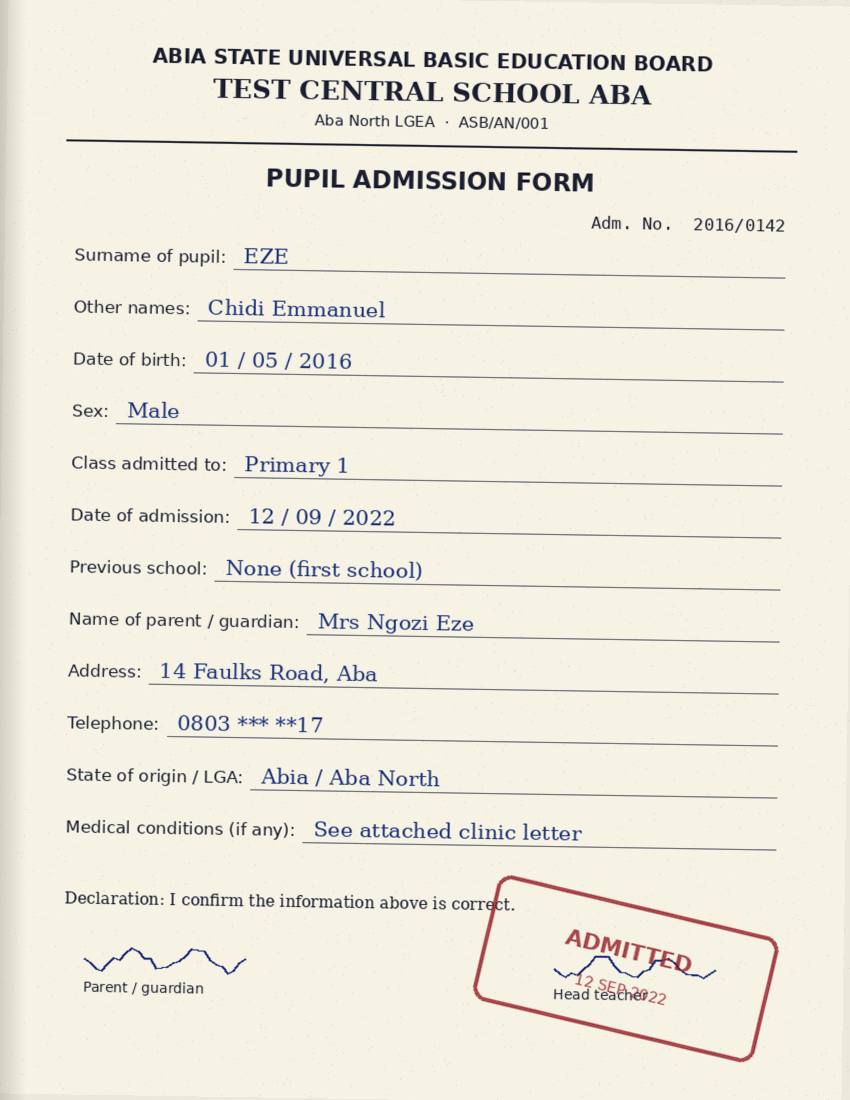 ABIA STATE UNIVERSAL BASIC EDUCATION BOARD
TEST CENTRAL SCHOOL ABA
Aba North LGEA · ASB/AN/001
PUPIL ADMISSION FORM
Adm. No. 2016/0142
Surname of pupil: EZE
Other names: Chidi Emmanuel
Date of birth: 01 / 05 / 2016
Sex: Male
Class admitted to: Primary 1
Date of admission: 12 / 09 / 2022
Previous school: None (first school)
Name of parent / guardian: Mrs Ngozi Eze
Address: 14 Faulks Road, Aba
Telephone: 0803 *** **17
State of origin / LGA: Abia / Aba North
Medical conditions (if any): See attached clinic letter
Declaration: I confirm the information above is correct.
ADMITTED
12 SEP 2022
Parent / guardian
Head teacher